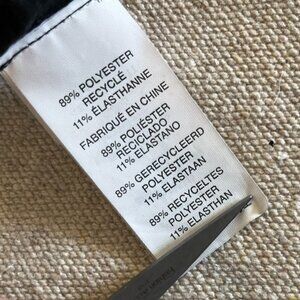 89% POLYESTER
RECYCLÉ
11% ÉLASTHANNE
FABRIQUÉ EN CHINE
89% POLIÉSTER
RECICLADO
11% ELASTANO
89% GERECYCLEERD
POLYESTER
11% ELASTAAN
89% RECYCELTES
POLYESTER
11% ELASTHAN